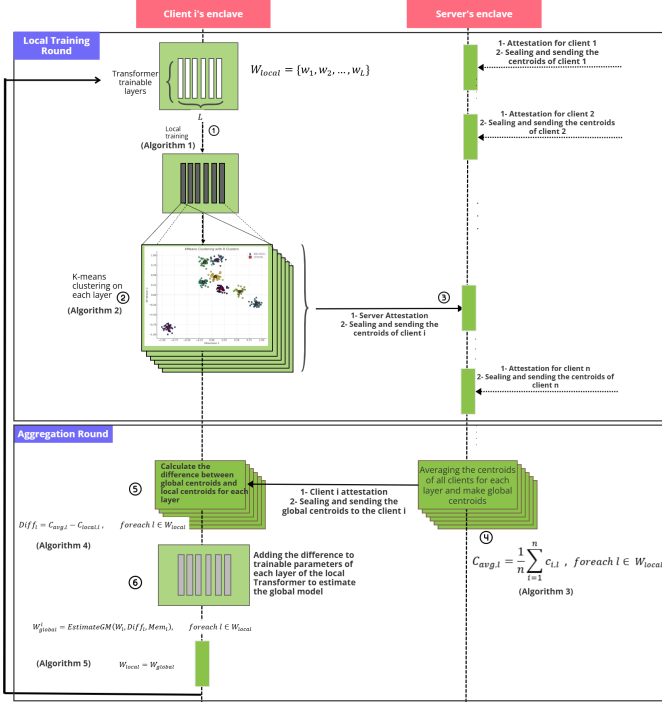 Client i's enclave
Server's enclave
Local Training
Round
Transformer
trainable
layers
W_local = {w_1, w_2, ..., w_L}
L
1- Attestation for client 1
2- Sealing and sending the
centroids of client 1
Local
training
①
(Algorithm 1)
1- Attestation for client 2
2- Sealing and sending the centroids
of client 2
K-means
clustering on
each layer
②
(Algorithm 2)
③
1- Server Attestation
2- Sealing and sending the
centroids of client i
1- Attestation for client n
2- Sealing and sending the centroids of
client n
Aggregation Round
⑤
Calculate the
difference between
global centroids and
local centroids for each
layer
1- Client i attestation
2- Sealing and sending the
global centroids to the client i
Averaging the centroids
of all clients for each
layer and make global
centroids
Diff_l = C_avg,l − C_local,l , foreach l ∈ W_local
(Algorithm 4)
④
C_avg,l = 1/n ∑_{i=1}^{n} c_{i,l} , foreach l ∈ W_local
(Algorithm 3)
⑥
Adding the difference to
trainable parameters of
each layer of the local
Transformer to estimate
the global model
W^l_global = EstimateGM(W_l, Diff_l, Mem_l), foreach l ∈ W_local
(Algorithm 5)
W_local = W_global